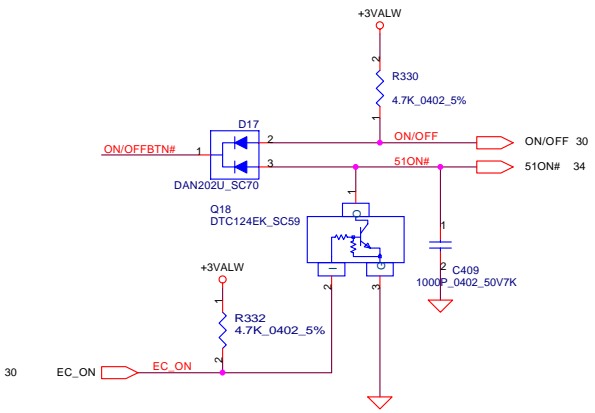 +3VALW
2
R330
4.7K_0402_5%
1
D17
ON/OFFBTN#
1
2
ON/OFF
ON/OFF 30
3
51ON#
51ON# 34
DAN202U_SC70
Q18
DTC124EK_SC59
1
O
I
G
2
3
1
2
C409
1000P_0402_50V7K
+3VALW
1
R332
4.7K_0402_5%
2
30
EC_ON
EC_ON